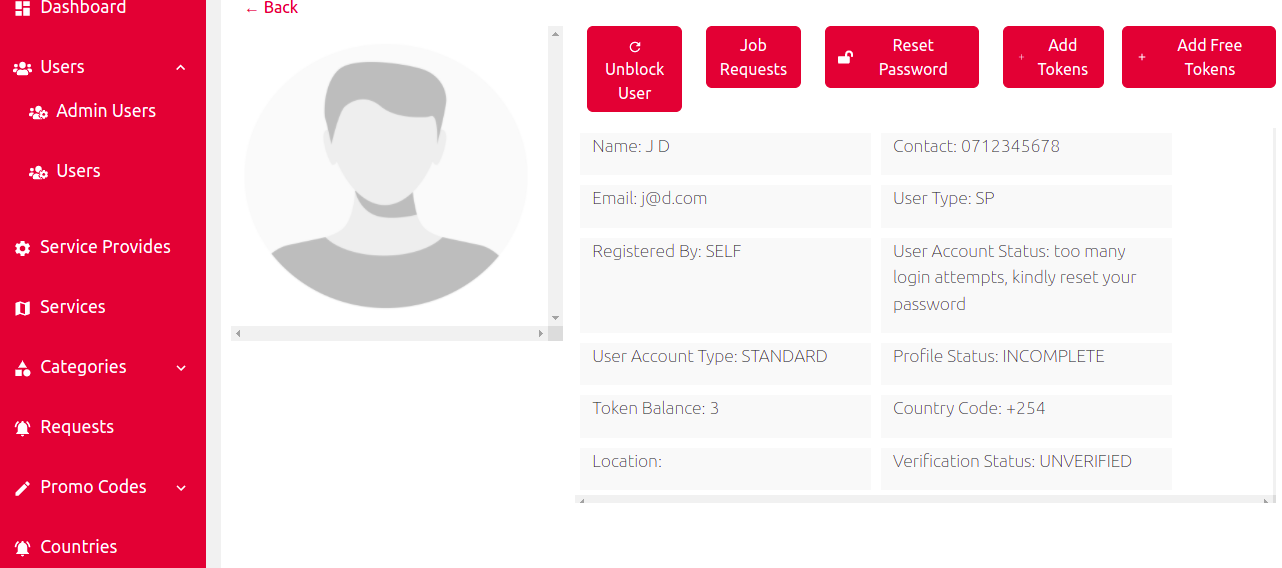 Dashboard
Users
Admin Users
Users
Service Provides
Services
Categories
Requests
Promo Codes
Countries
← Back
Unblock
User
Job
Requests
Reset
Password
Add
Tokens
Add Free
Tokens
Name: J D
Contact: 0712345678
Email: j@d.com
User Type: SP
Registered By: SELF
User Account Status: too many
login attempts, kindly reset your
password
User Account Type: STANDARD
Profile Status: INCOMPLETE
Token Balance: 3
Country Code: +254
Location:
Verification Status: UNVERIFIED